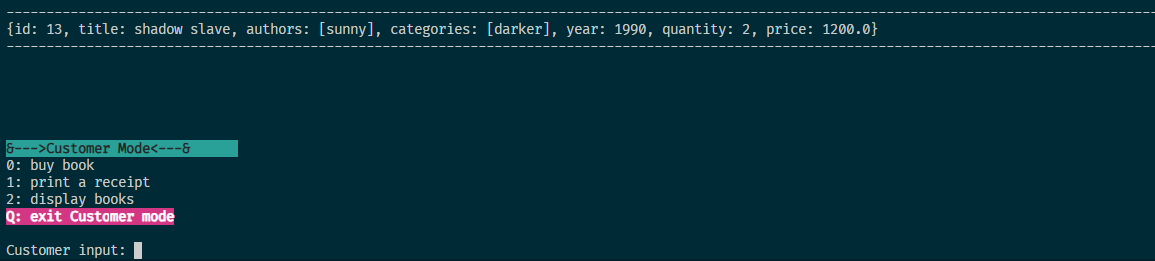 ------------------------------------------------------------------------------------------------------------------------------------------------
{id: 13, title: shadow slave, authors: [sunny], categories: [darker], year: 1990, quantity: 2, price: 1200.0}
------------------------------------------------------------------------------------------------------------------------------------------------
&--->Customer Mode<---&
0: buy book
1: print a receipt
2: display books
Q: exit Customer mode
Customer input: